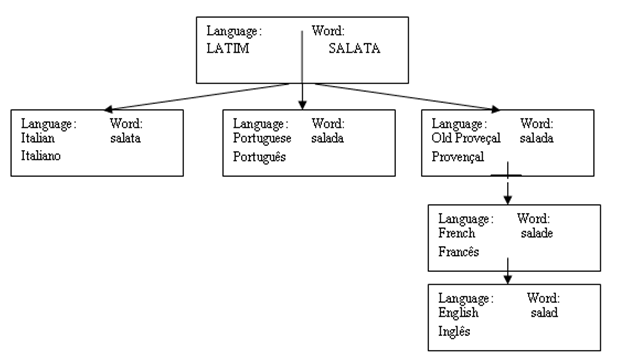 Language: Word:
LATIM SALATA
Language: Word:
Italian salata
Italiano
Language: Word:
Portuguese salada
Português
Language: Word:
Old Proveçal salada
Provençal
Language: Word:
French salade
Francês
Language: Word:
English salad
Inglês